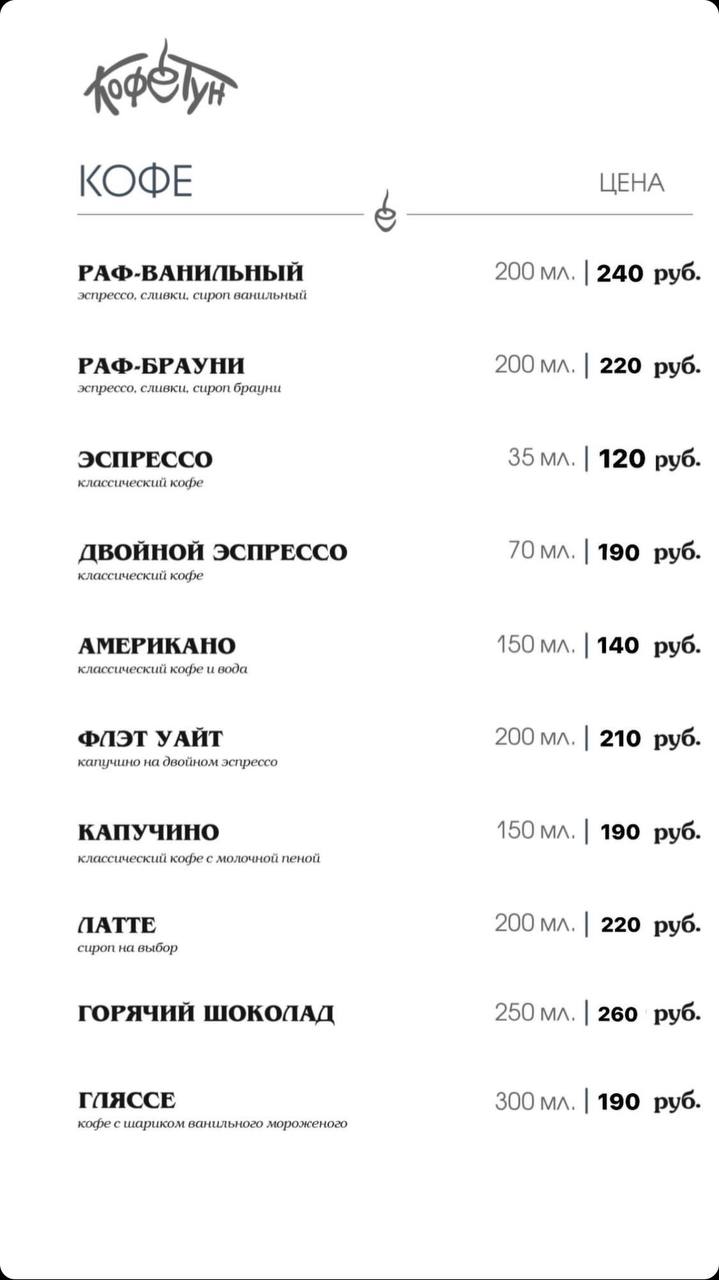 КофеТун
КОФЕ ЦЕНА
РАФ-ВАНИЛЬНЫЙ 200 мл. | 240 руб.
эспрессо, сливки, сироп ванильный
РАФ-БРАУНИ 200 мл. | 220 руб.
эспрессо, сливки, сироп брауни
ЭСПРЕССО 35 мл. | 120 руб.
классический кофе
ДВОЙНОЙ ЭСПРЕССО 70 мл. | 190 руб.
классический кофе
АМЕРИКАНО 150 мл. | 140 руб.
классический кофе и вода
ФЛЭТ УАЙТ 200 мл. | 210 руб.
капучино на двойном эспрессо
КАПУЧИНО 150 мл. | 190 руб.
классический кофе с молочной пеной
ЛАТТЕ 200 мл. | 220 руб.
сироп на выбор
ГОРЯЧИЙ ШОКОЛАД 250 мл. | 260 руб.
ГЛЯССЕ 300 мл. | 190 руб.
кофе с шариком ванильного мороженого